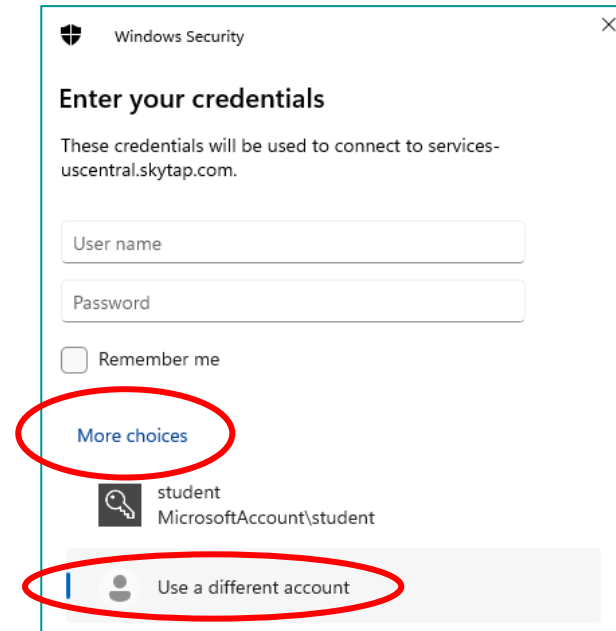 Windows Security
Enter your credentials
These credentials will be used to connect to services-
uscentral.skytap.com.
User name
Password
Remember me
More choices
student
MicrosoftAccount\student
Use a different account